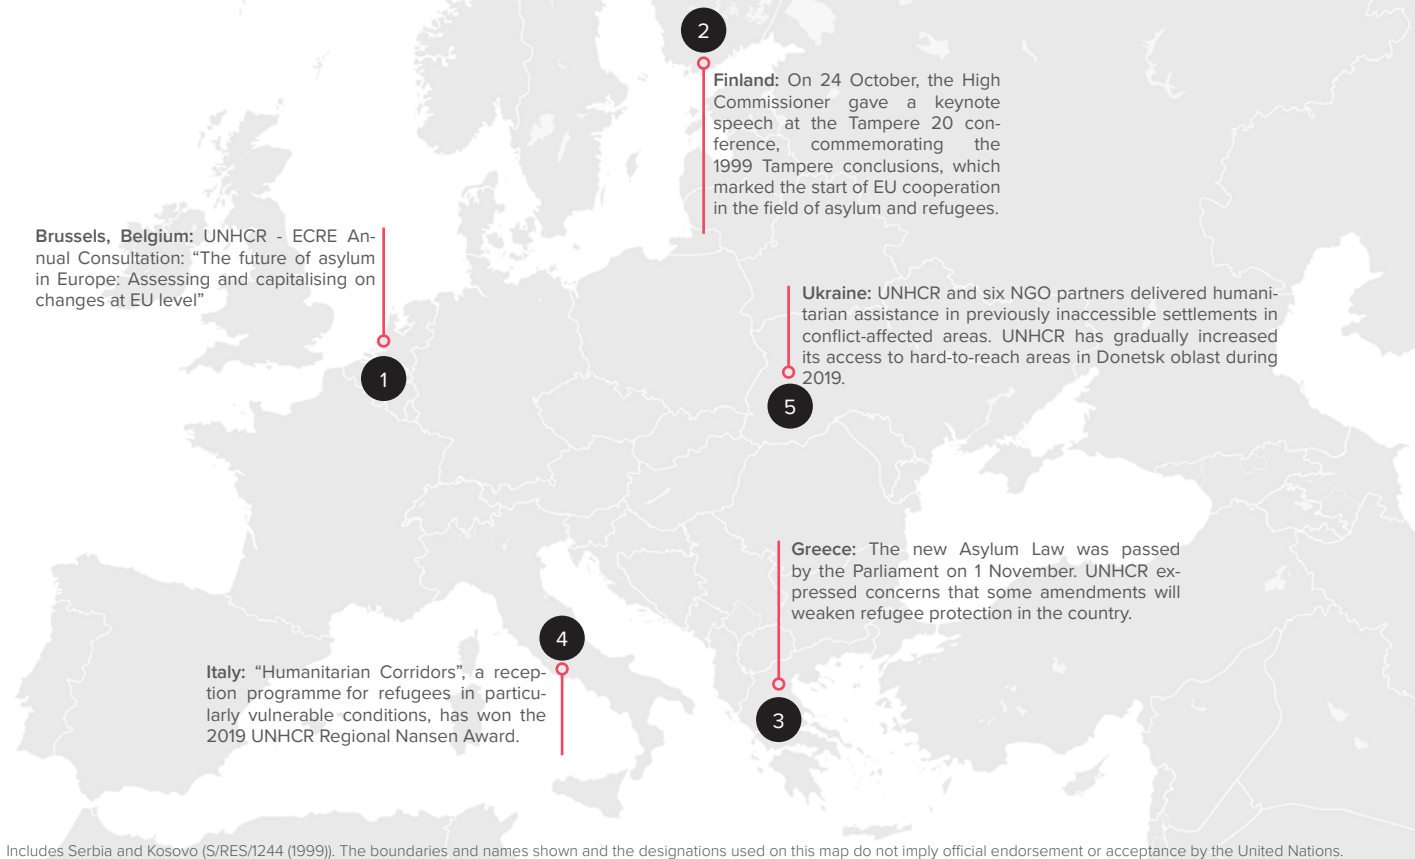 2
Finland: On 24 October, the High
Commissioner gave a keynote
speech at the Tampere 20 con-
ference, commemorating the
1999 Tampere conclusions, which
marked the start of EU cooperation
in the field of asylum and refugees.
Brussels, Belgium: UNHCR - ECRE An-
nual Consultation: “The future of asylum
in Europe: Assessing and capitalising on
changes at EU level”
1
Ukraine: UNHCR and six NGO partners delivered humani-
tarian assistance in previously inaccessible settlements in
conflict-affected areas. UNHCR has gradually increased
its access to hard-to-reach areas in Donetsk oblast during
2019.
5
Greece: The new Asylum Law was passed
by the Parliament on 1 November. UNHCR ex-
pressed concerns that some amendments will
weaken refugee protection in the country.
3
4
Italy: “Humanitarian Corridors”, a recep-
tion programme for refugees in particu-
larly vulnerable conditions, has won the
2019 UNHCR Regional Nansen Award.
Includes Serbia and Kosovo (S/RES/1244 (1999)). The boundaries and names shown and the designations used on this map do not imply official endorsement or acceptance by the United Nations.